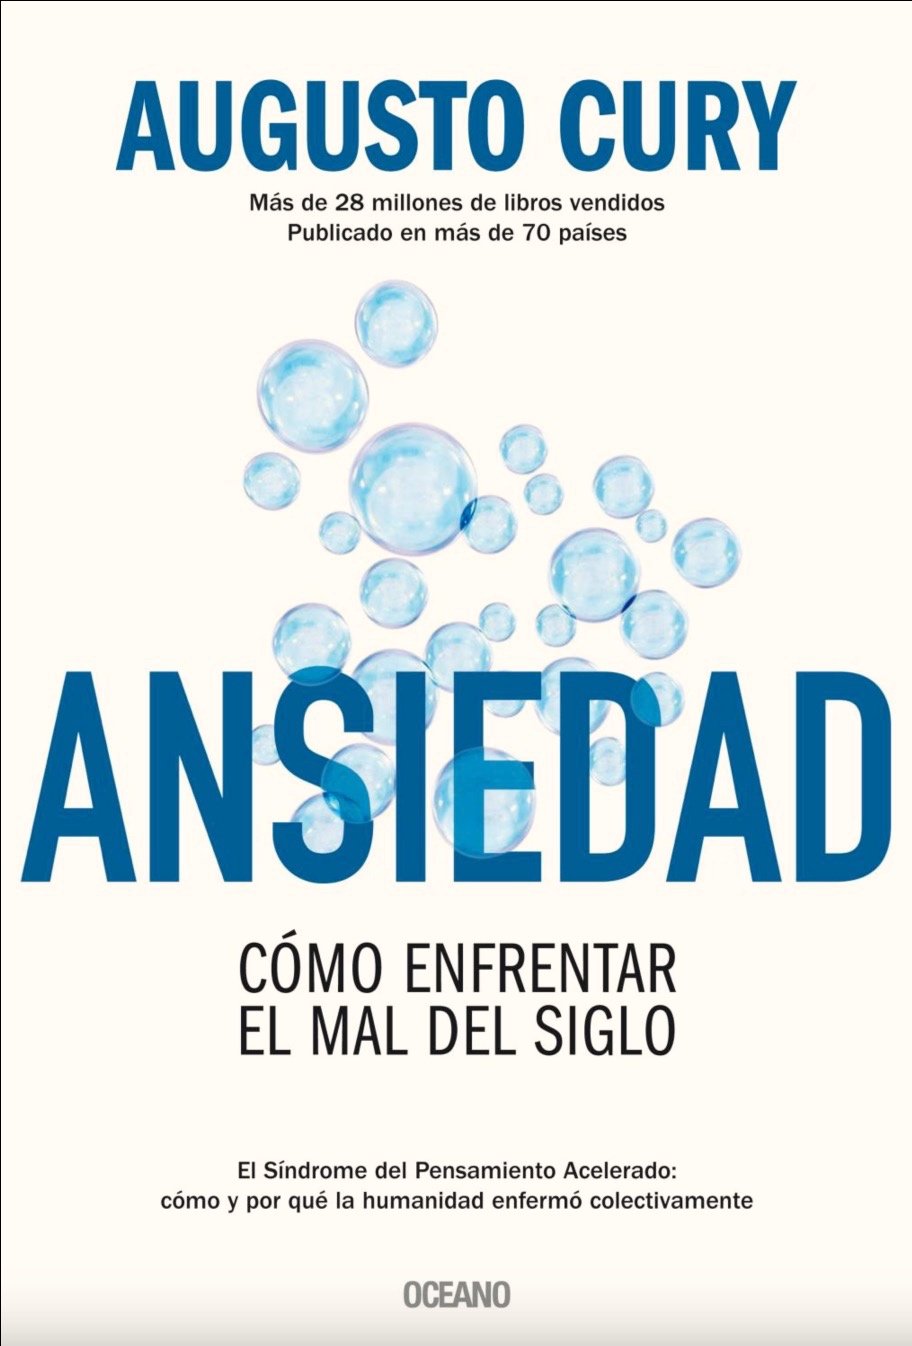 AUGUSTO CURY
Más de 28 millones de libros vendidos
Publicado en más de 70 países
ANSIEDAD
CÓMO ENFRENTAR
EL MAL DEL SIGLO
El Síndrome del Pensamiento Acelerado:
cómo y por qué la humanidad enfermó colectivamente
OCEANO